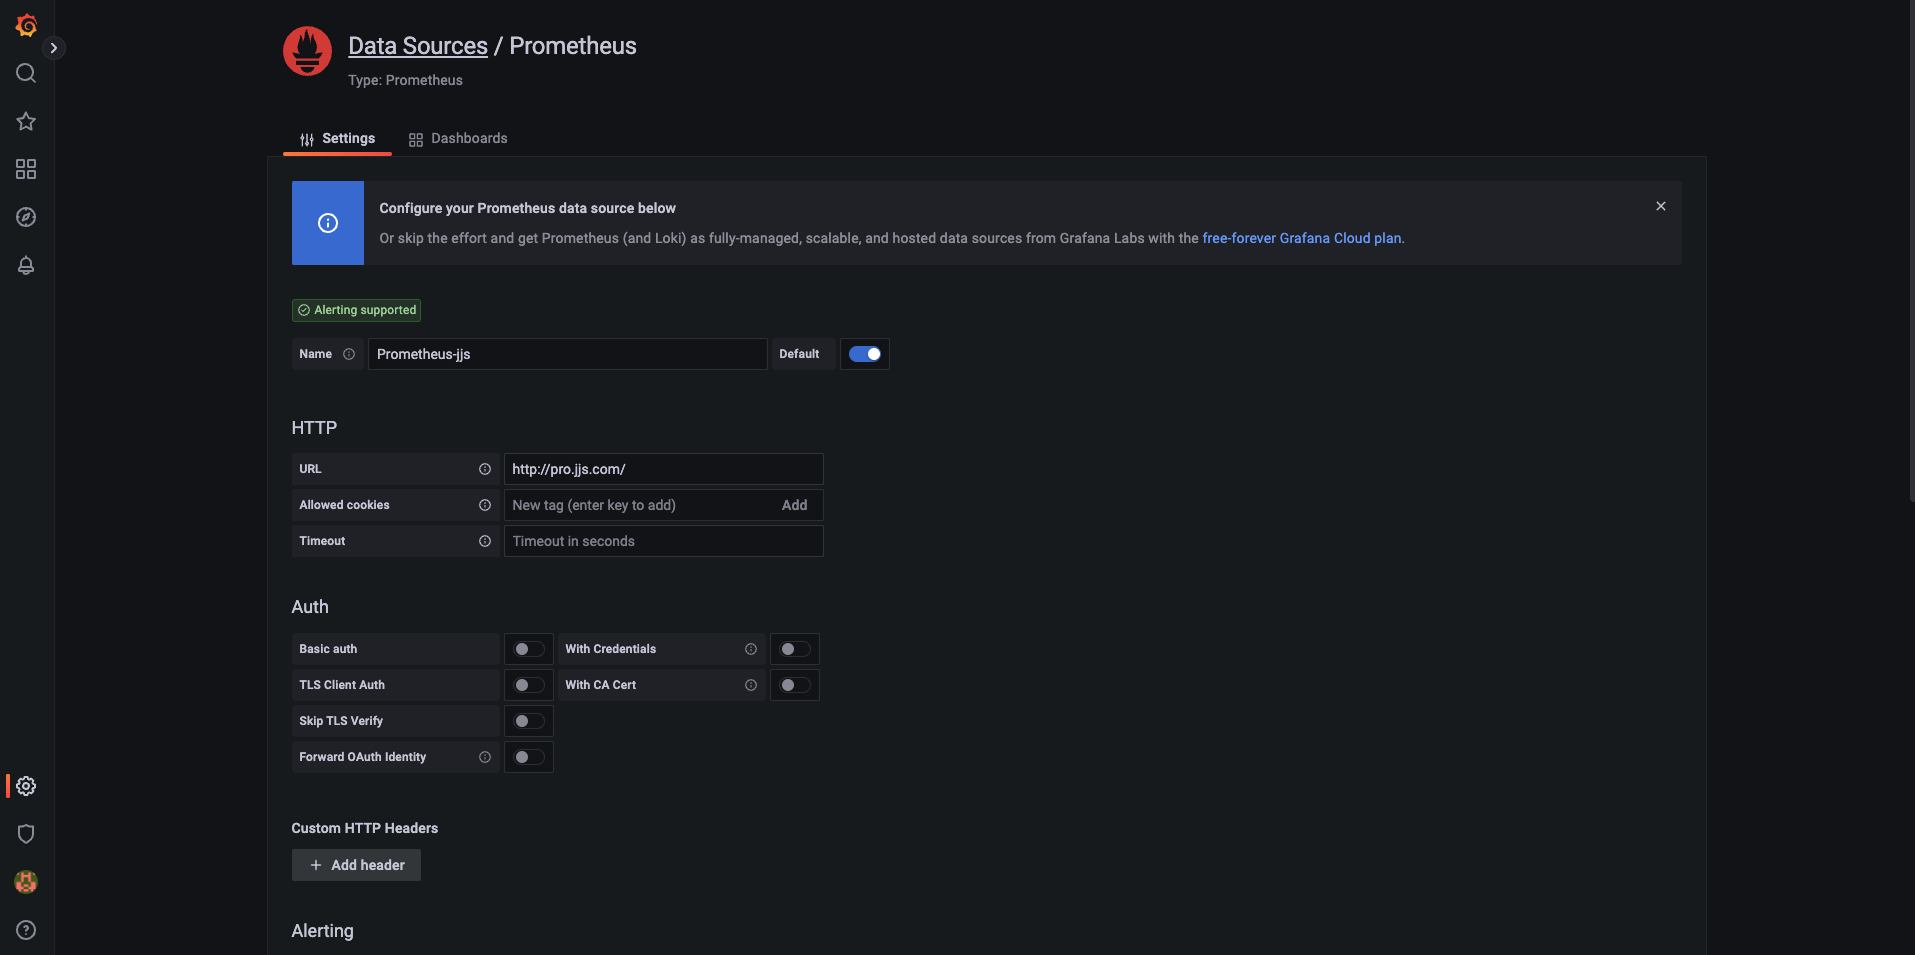 Data Sources / Prometheus
Type: Prometheus
Settings
Dashboards
Configure your Prometheus data source below
Or skip the effort and get Prometheus (and Loki) as fully-managed, scalable, and hosted data sources from Grafana Labs with the free-forever Grafana Cloud plan.
Alerting supported
Name
Prometheus-jjs
Default
HTTP
URL
http://pro.jjs.com/
Allowed cookies
New tag (enter key to add)
Add
Timeout
Timeout in seconds
Auth
Basic auth
With Credentials
TLS Client Auth
With CA Cert
Skip TLS Verify
Forward OAuth Identity
Custom HTTP Headers
+ Add header
Alerting